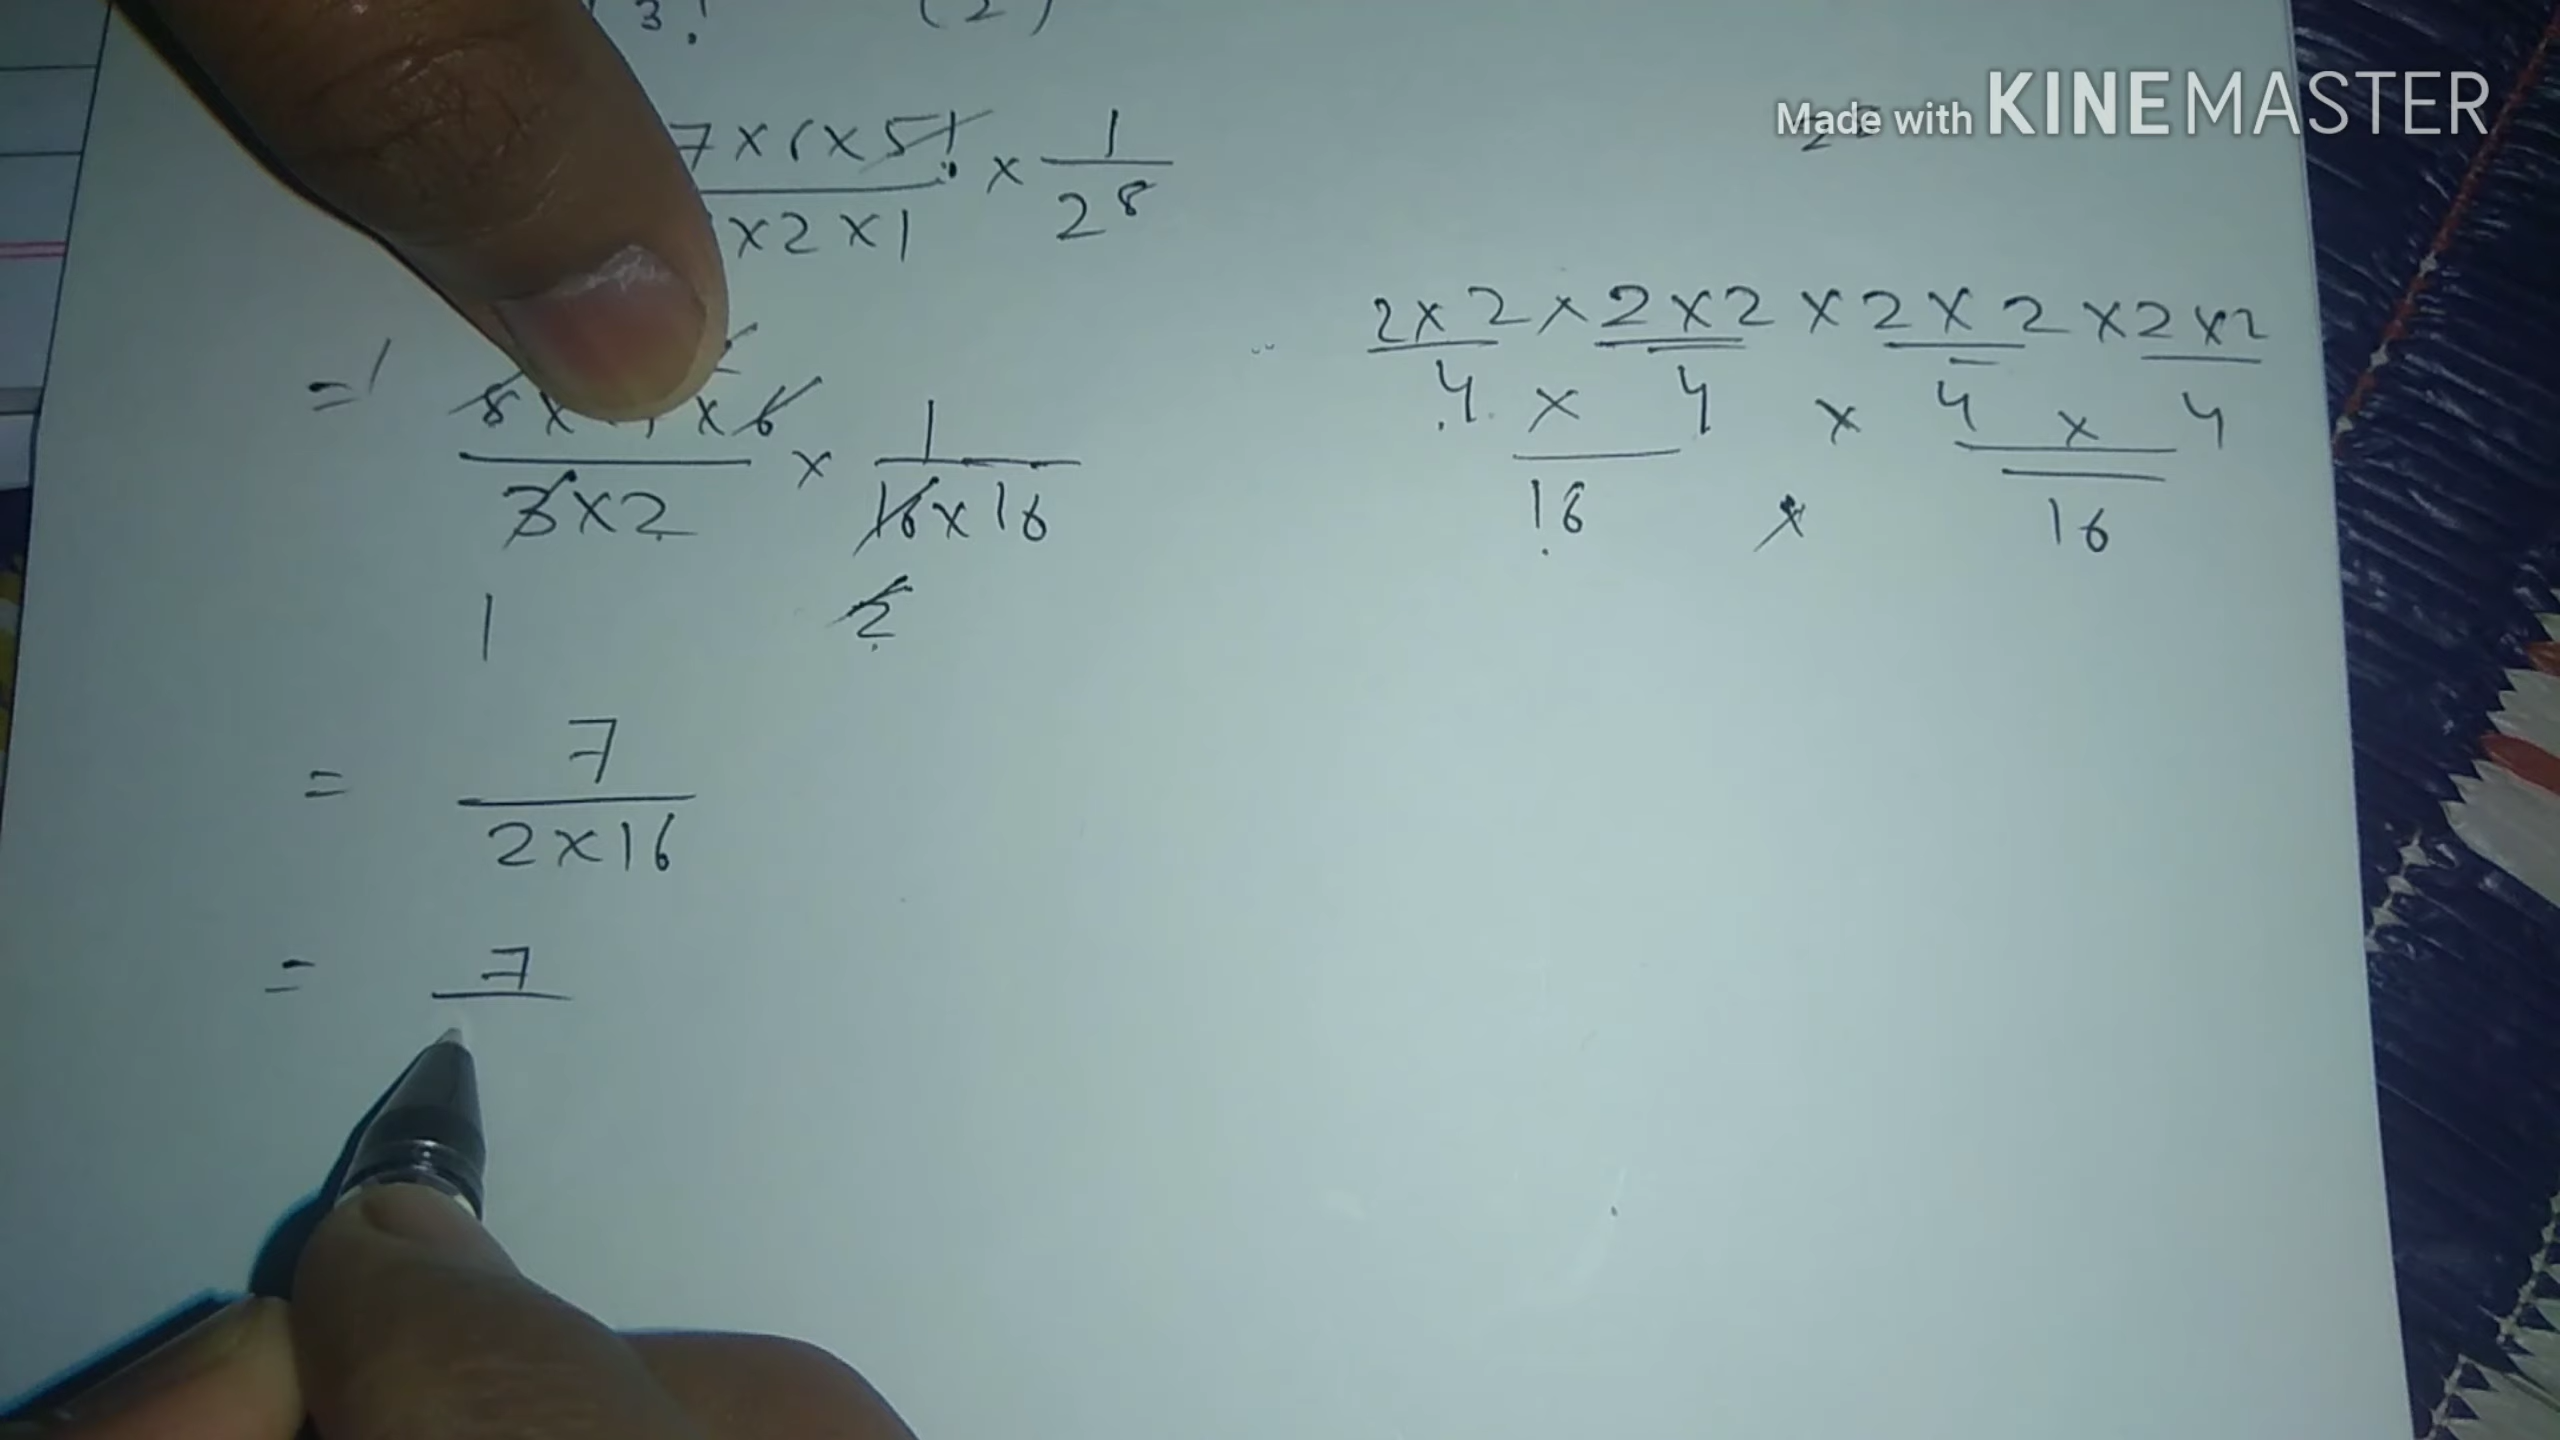 3! (2)
Made with KINEMASTER
7 x 6 x 5! x 1
x 2 x 1 2⁸
2 x 2 x 2 x 2 x 2 x 2 x 2 x 2
4 x 4 x 4 x 4
= 8 x x 6 x 1
3 x 2 16 x 16
16 x 16
1 2
= 7
2 x 16
= 7